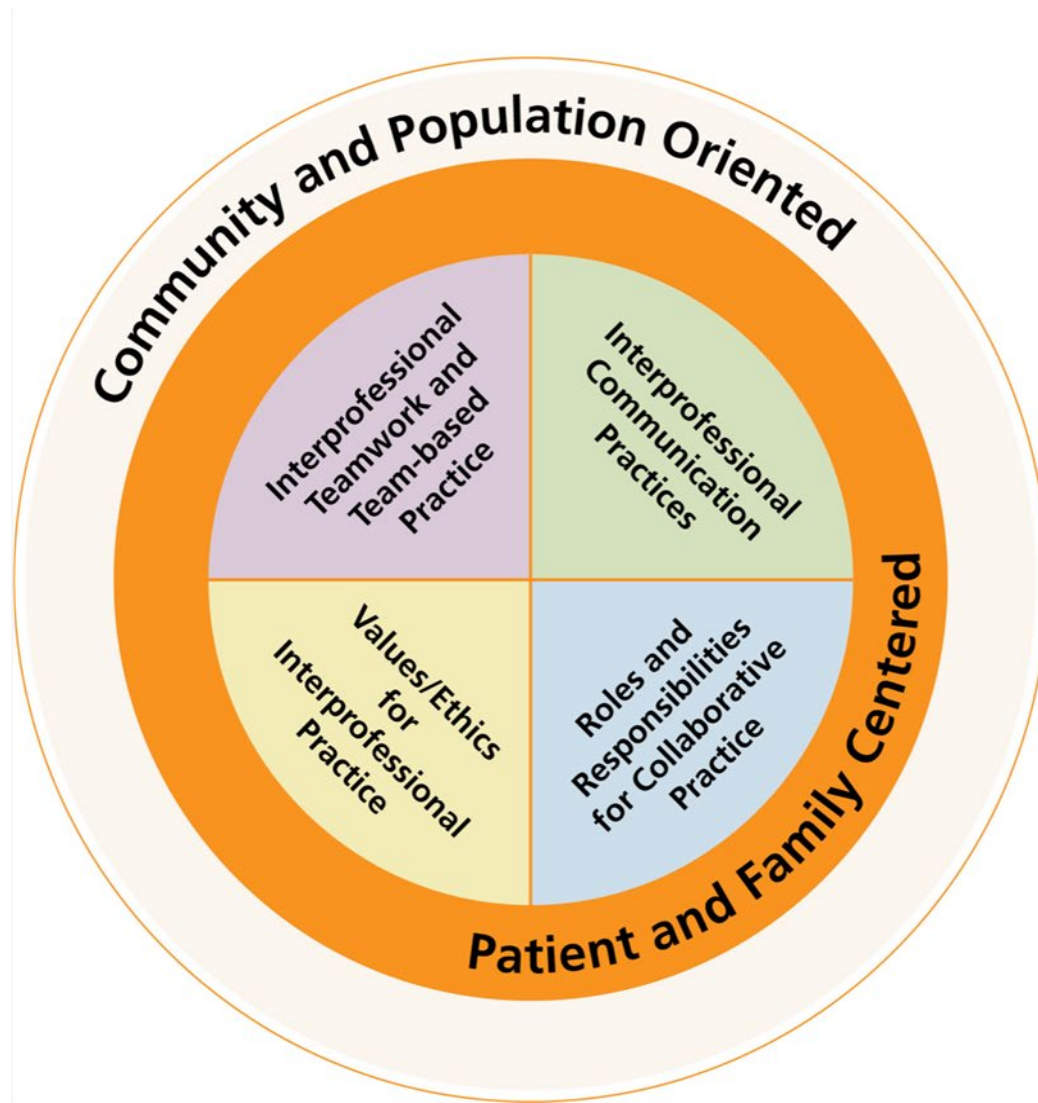 Community and Population Oriented
Interprofessional
Teamwork and
Team-based
Practice
Interprofessional
Communication
Practices
Values/Ethics
for
Interprofessional
Practice
Roles and
Responsibilities
for Collaborative
Practice
Patient and Family Centered